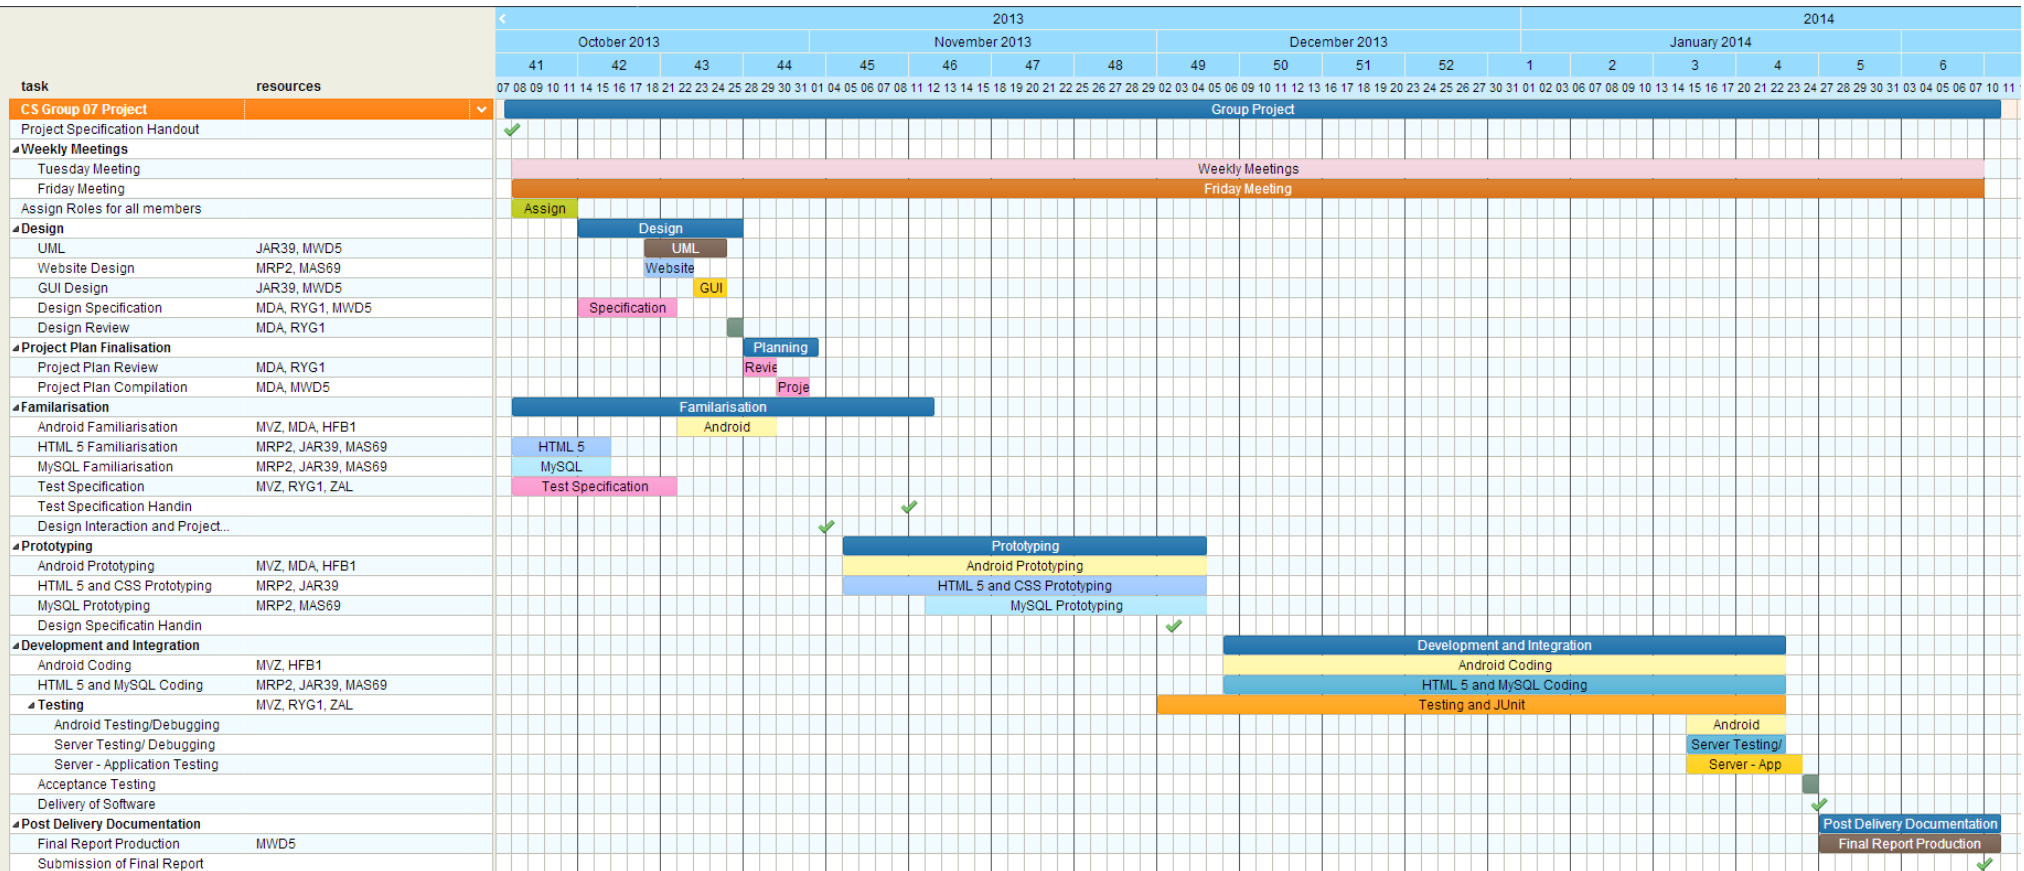 2013 2014
October 2013 November 2013 December 2013 January 2014
41 42 43 44 45 46 47 48 49 50 51 52 1 2 3 4 5 6
task resources 07 08 09 10 11 14 15 16 17 18 21 22 23 24 25 28 29 30 31 01 04 05 06 07 08 11 12 13 14 15 18 19 20 21 22 25 26 27 28 29 02 03 04 05 06 09 10 11 12 13 16 17 18 19 20 23 24 25 26 27 30 31 01 02 03 06 07 08 09 10 13 14 15 16 17 20 21 22 23 24 27 28 29 30 31 03 04 05 06 07 10 11
CS Group 07 Project Group Project
Project Specification Handout
Weekly Meetings
Tuesday Meeting Weekly Meetings
Friday Meeting Friday Meeting
Assign Roles for all members Assign
Design Design
UML JAR39, MWD5 UML
Website Design MRP2, MAS69 Website
GUI Design JAR39, MWD5 GUI
Design Specification MDA, RYG1, MWD5 Specification
Design Review MDA, RYG1
Project Plan Finalisation Planning
Project Plan Review MDA, RYG1 Revie
Project Plan Compilation MDA, MWD5 Proje
Familarisation Familarisation
Android Familiarisation MVZ, MDA, HFB1 Android
HTML 5 Familiarisation MRP2, JAR39, MAS69 HTML 5
MySQL Familiarisation MRP2, JAR39, MAS69 MySQL
Test Specification MVZ, RYG1, ZAL Test Specification
Test Specification Handin
Design Interaction and Project...
Prototyping Prototyping
Android Prototyping MVZ, MDA, HFB1 Android Prototyping
HTML 5 and CSS Prototyping MRP2, JAR39 HTML 5 and CSS Prototyping
MySQL Prototyping MRP2, MAS69 MySQL Prototyping
Design Specificatin Handin
Development and Integration Development and Integration
Android Coding MVZ, HFB1 Android Coding
HTML 5 and MySQL Coding MRP2, JAR39, MAS69 HTML 5 and MySQL Coding
Testing MVZ, RYG1, ZAL Testing and JUnit
Android Testing/Debugging Android
Server Testing/ Debugging Server Testing/
Server - Application Testing Server - App
Acceptance Testing
Delivery of Software
Post Delivery Documentation Post Delivery Documentation
Final Report Production MWD5 Final Report Production
Submission of Final Report